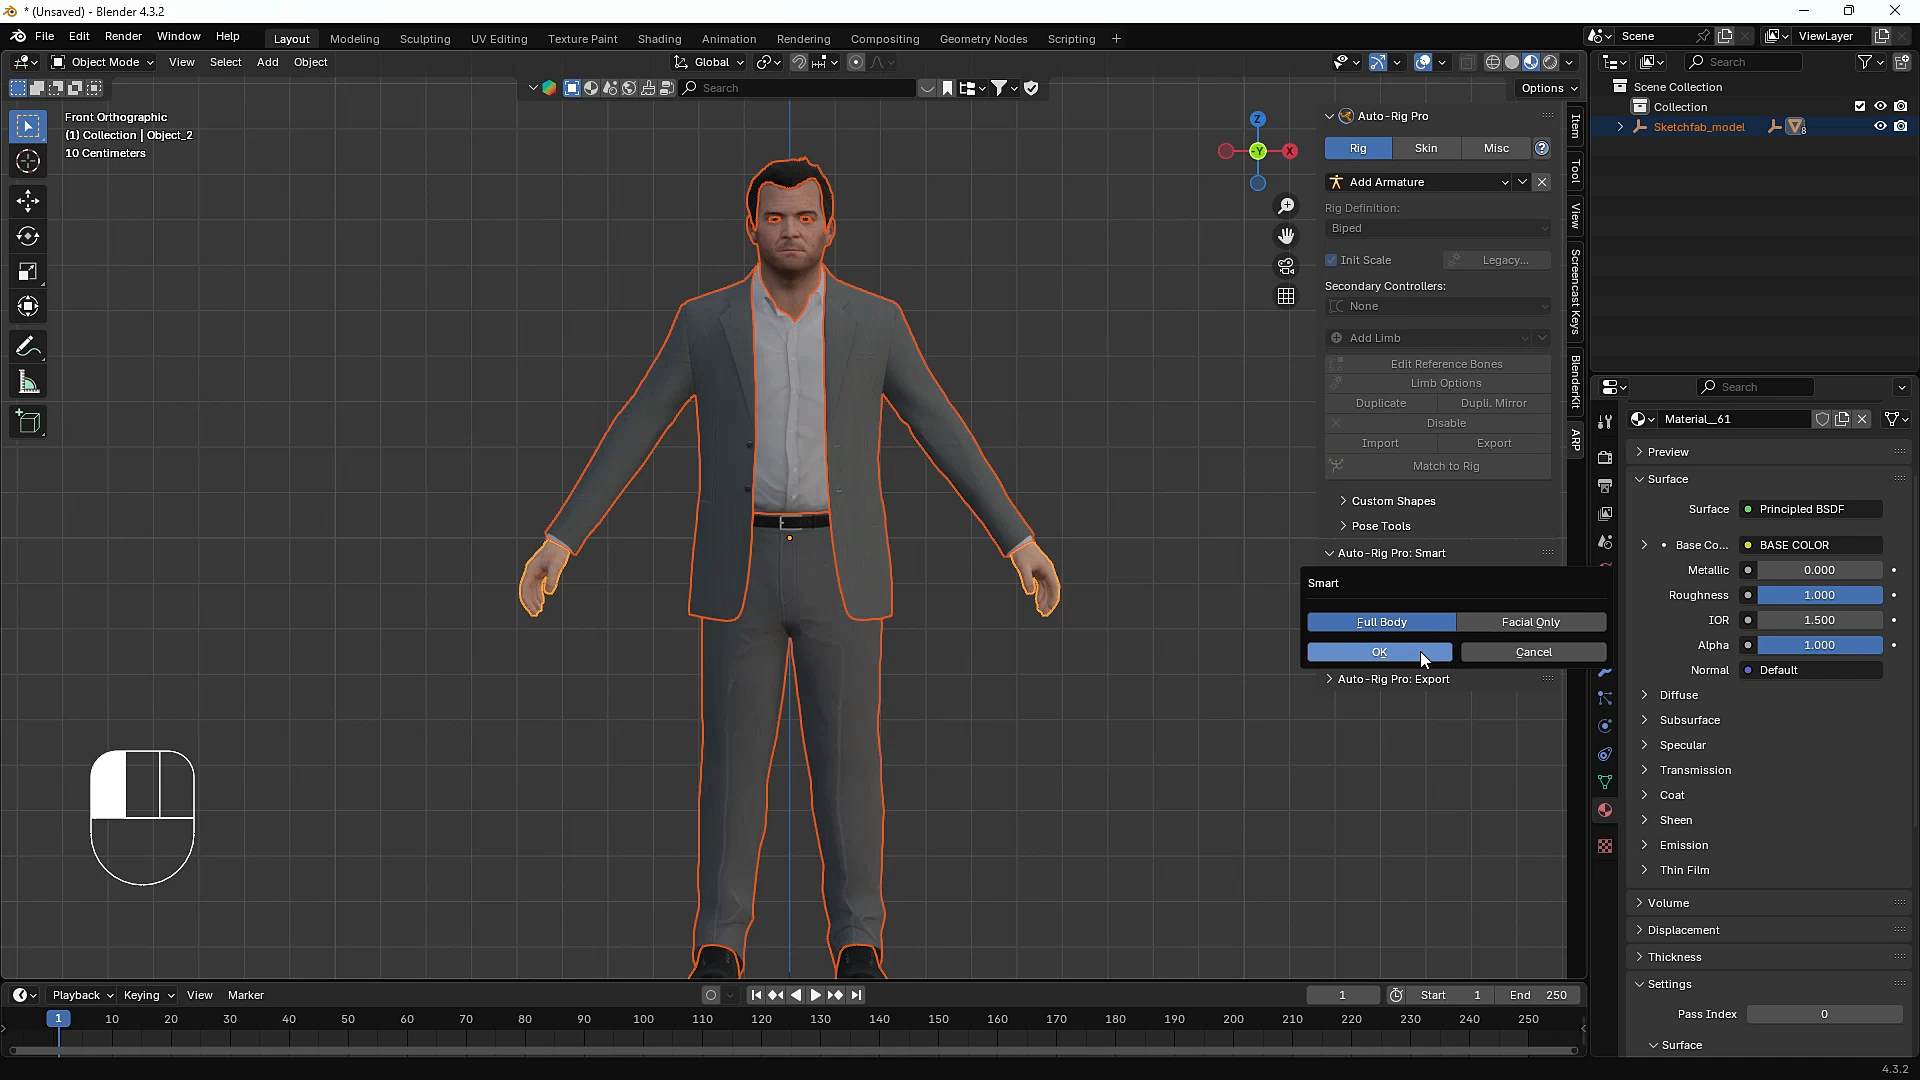 * (Unsaved) - Blender 4.3.2
File Edit Render Window Help
Layout Modeling Sculpting UV Editing Texture Paint Shading Animation Rendering Compositing Geometry Nodes Scripting +
Scene
ViewLayer
Object Mode View Select Add Object
Global
Search
Search
Options
Front Orthographic
(1) Collection | Object_2
10 Centimeters
Z
-Y
X
Auto-Rig Pro
Rig Skin Misc ?
Add Armature
Rig Definition:
Biped
Init Scale Legacy...
Secondary Controllers:
None
Add Limb
Edit Reference Bones
Limb Options
Duplicate Dupli. Mirror
Disable
Import Export
Match to Rig
Custom Shapes
Pose Tools
Auto-Rig Pro: Smart
Smart
Full Body Facial Only
OK Cancel
Auto-Rig Pro: Export
Item
Tool
View
Screencast Keys
BlenderKit
ARP
Scene Collection
Collection
Sketchfab_model
8
Search
Material__61
Preview
Surface
Surface Principled BSDF
Base Co... BASE COLOR
Metallic 0.000
Roughness 1.000
IOR 1.500
Alpha 1.000
Normal Default
Diffuse
Subsurface
Specular
Transmission
Coat
Sheen
Emission
Thin Film
Volume
Displacement
Thickness
Settings
Pass Index 0
Surface
Playback Keying View Marker
1 Start 1 End 250
1 10 20 30 40 50 60 70 80 90 100 110 120 130 140 150 160 170 180 190 200 210 220 230 240 250
4.3.2